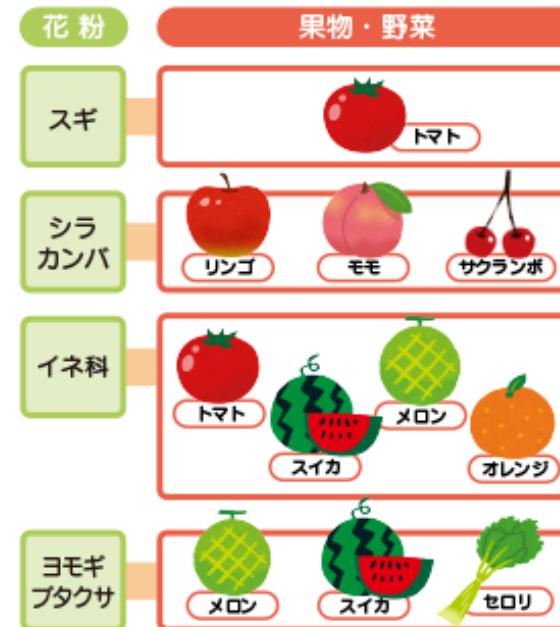 花粉
果物・野菜
スギ
トマト
シラ
カンバ
リンゴ
モモ
サクランボ
イネ科
トマト
スイカ
メロン
オレンジ
ヨモギ
ブタクサ
メロン
スイカ
セロリ